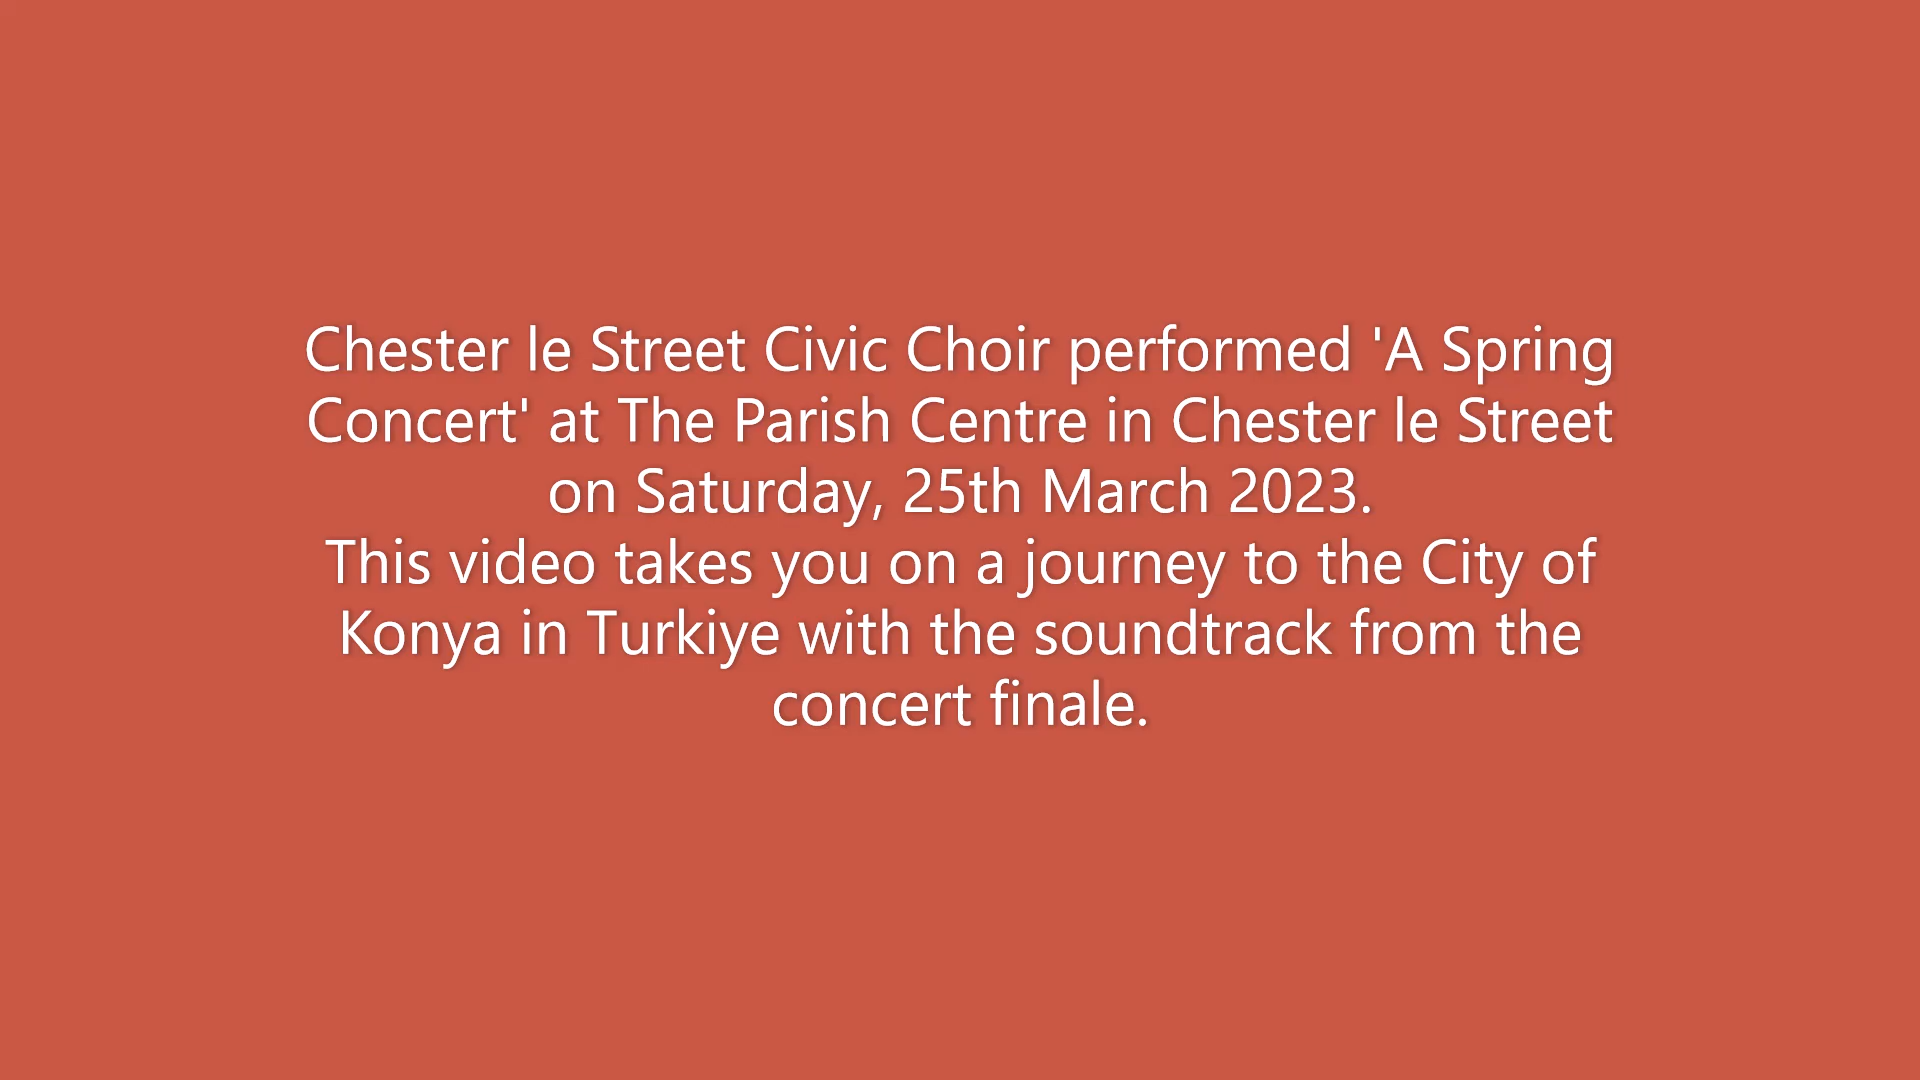 Chester le Street Civic Choir performed 'A Spring
Concert' at The Parish Centre in Chester le Street
on Saturday, 25th March 2023.
This video takes you on a journey to the City of
Konya in Turkiye with the soundtrack from the
concert finale.